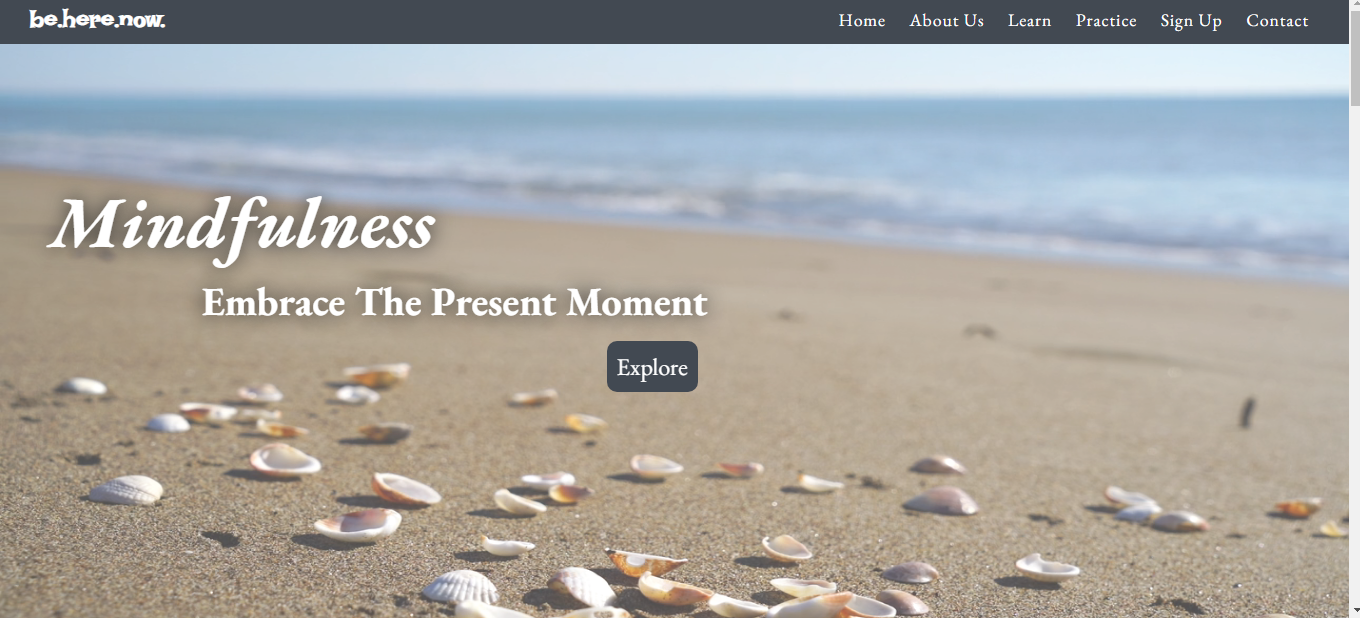 be.here.now.
Home About Us Learn Practice Sign Up Contact
Mindfulness
Embrace The Present Moment
Explore